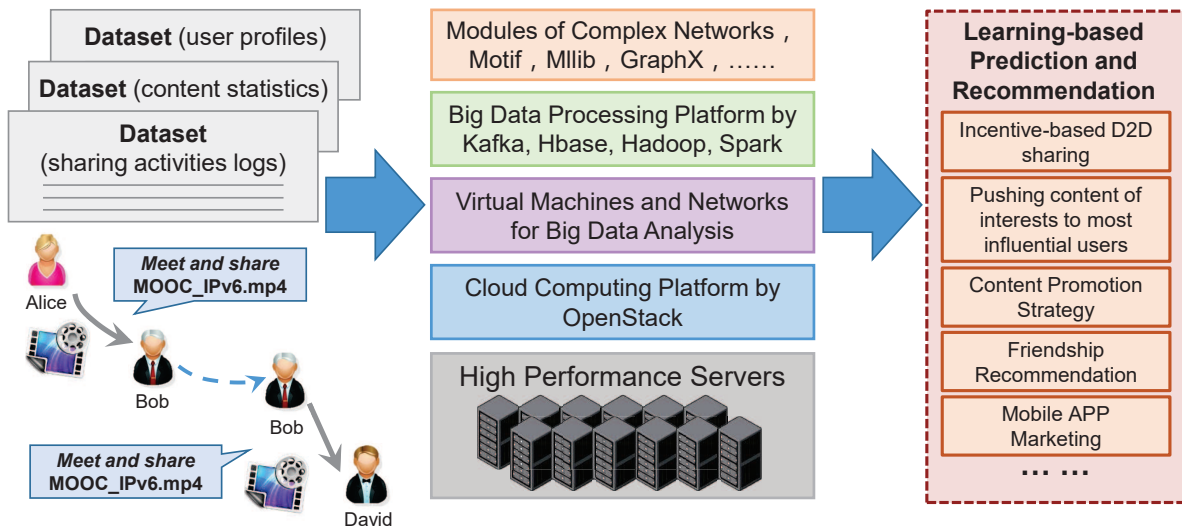 Dataset (user profiles)
Dataset (content statistics)
Dataset
(sharing activities logs)
Alice
Meet and share
MOOC_IPv6.mp4
Bob
Bob
Meet and share
MOOC_IPv6.mp4
David
Modules of Complex Networks ,
Motif , Mllib , GraphX , ……
Big Data Processing Platform by
Kafka, Hbase, Hadoop, Spark
Virtual Machines and Networks
for Big Data Analysis
Cloud Computing Platform by
OpenStack
High Performance Servers
Learning-based
Prediction and
Recommendation
Incentive-based D2D
sharing
Pushing content of
interests to most
influential users
Content Promotion
Strategy
Friendship
Recommendation
Mobile APP
Marketing
… …